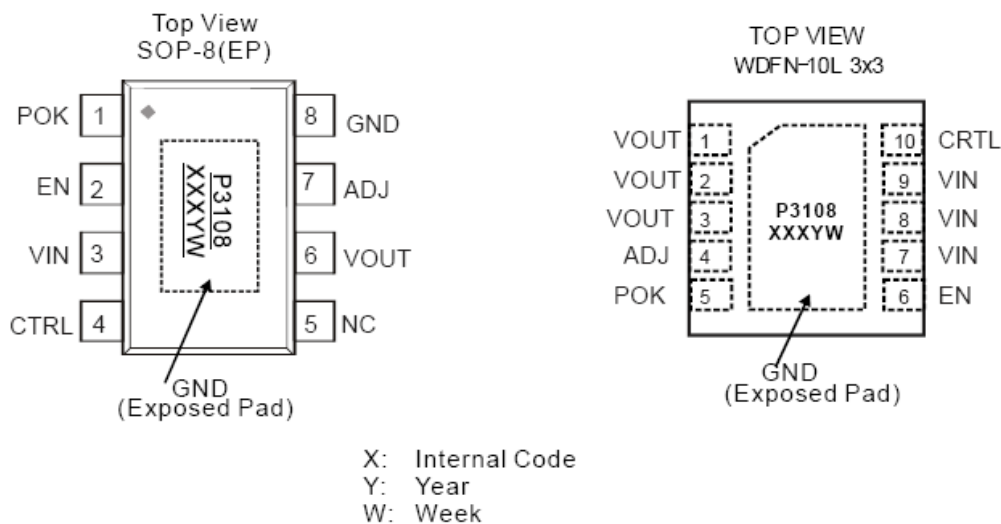 Top View
SOP-8(EP)
POK 1
EN 2
VIN 3
CTRL 4
8 GND
7 ADJ
6 VOUT
5 NC
P3108
XXXYW
GND
(Exposed Pad)
TOP VIEW
WDFN-10L 3x3
VOUT 1
VOUT 2
VOUT 3
ADJ 4
POK 5
10 CRTL
9 VIN
8 VIN
7 VIN
6 EN
P3108
XXXYW
GND
(Exposed Pad)
X: Internal Code
Y: Year
W: Week